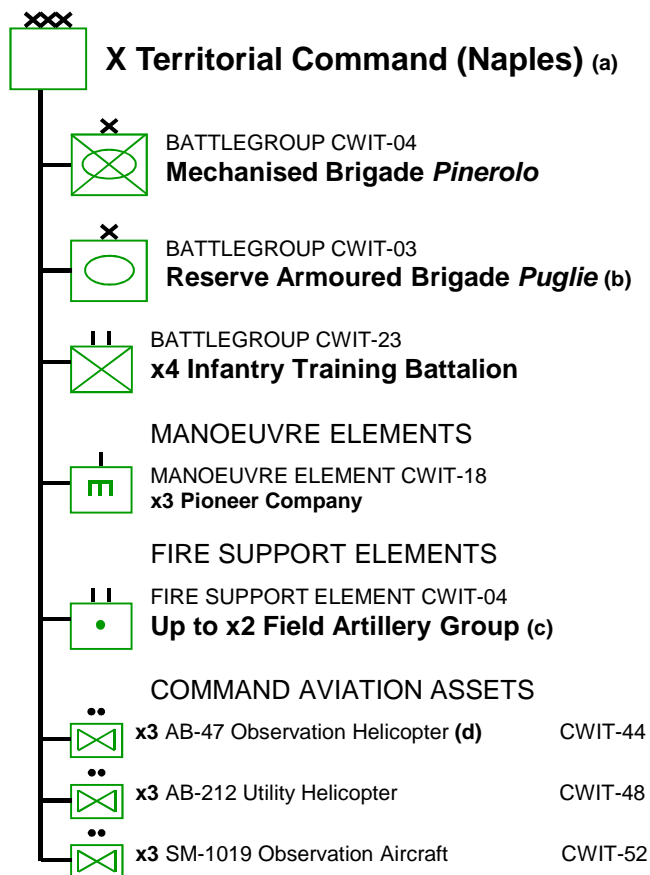 X Territorial Command (Naples) (a)
BATTLEGROUP CWIT-04
Mechanised Brigade Pinerolo
BATTLEGROUP CWIT-03
Reserve Armoured Brigade Puglie (b)
BATTLEGROUP CWIT-23
x4 Infantry Training Battalion
MANOEUVRE ELEMENTS
MANOEUVRE ELEMENT CWIT-18
x3 Pioneer Company
FIRE SUPPORT ELEMENTS
FIRE SUPPORT ELEMENT CWIT-04
Up to x2 Field Artillery Group (c)
COMMAND AVIATION ASSETS
x3 AB-47 Observation Helicopter (d) CWIT-44
x3 AB-212 Utility Helicopter CWIT-48
x3 SM-1019 Observation Aircraft CWIT-52